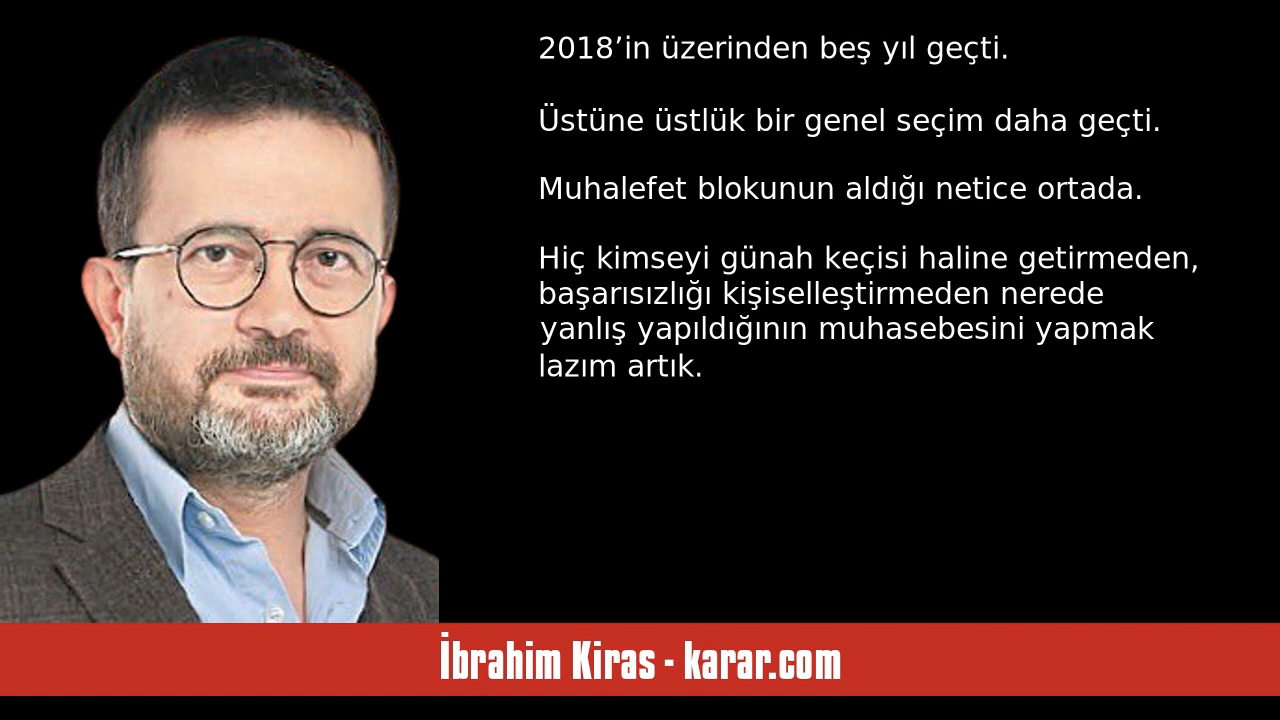 2018’in üzerinden beş yıl geçti.
Üstüne üstlük bir genel seçim daha geçti.
Muhalefet blokunun aldığı netice ortada.
Hiç kimseyi günah keçisi haline getirmeden,
başarısızlığı kişiselleştirmeden nerede
yanlış yapıldığının muhasebesini yapmak
lazım artık.
İbrahim Kiras - karar.com